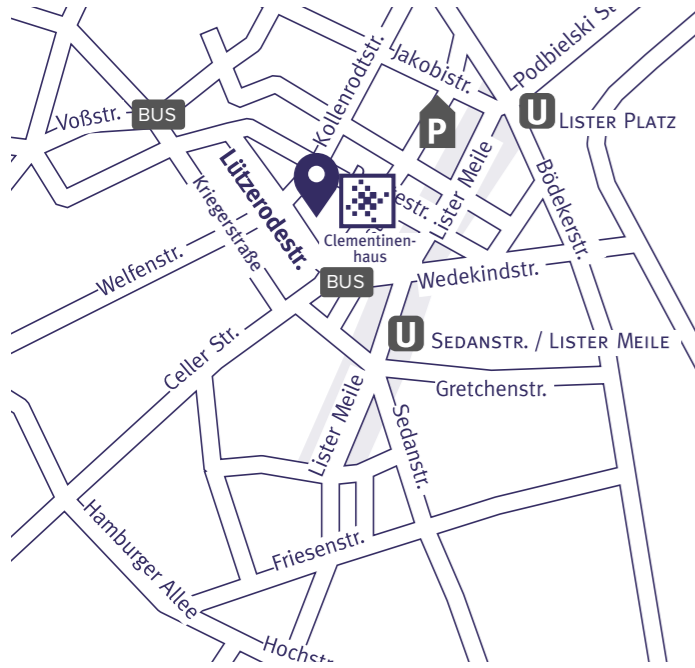 Jakobistr.
Podbielski St
Kollenrodtstr.
Voßstr.
BUS
P
U
LISTER PLATZ
Lister Meile
Bödekerstr.
Lützerodestr.
Kriegerstraße
Clementinen-
haus
Welfenstr.
BUS
Wedekindstr.
U
SEDANSTR. / LISTER MEILE
Celler Str.
Gretchenstr.
Lister Meile
Sedanstr.
Hamburger Allee
Friesenstr.
Hochstr.